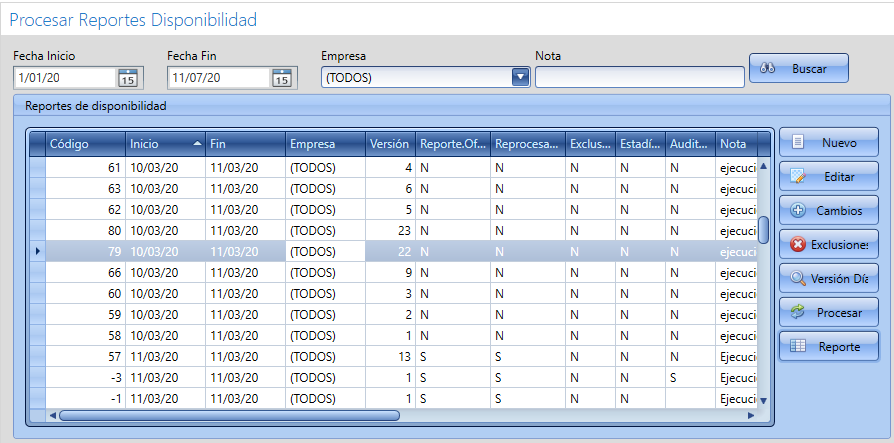 Procesar Reportes Disponibilidad
Fecha Inicio Fecha Fin Empresa Nota
1/01/20 15 11/07/20 15 (TODOS) Buscar
Reportes de disponibilidad
Código Inicio Fin Empresa Versión Reporte.Of... Reprocesa... Exclus... Estadí... Audit... Nota
61 10/03/20 11/03/20 (TODOS) 4 N N N N N ejecuci
63 10/03/20 11/03/20 (TODOS) 6 N N N N N ejecuci
62 10/03/20 11/03/20 (TODOS) 5 N N N N N ejecuci
80 10/03/20 11/03/20 (TODOS) 23 N N N N N ejecuci
79 10/03/20 11/03/20 (TODOS) 22 N N N N N ejecuci
66 10/03/20 11/03/20 (TODOS) 9 N N N N N ejecuci
60 10/03/20 11/03/20 (TODOS) 3 N N N N N ejecuci
59 10/03/20 11/03/20 (TODOS) 2 N N N N N ejecuci
58 10/03/20 11/03/20 (TODOS) 1 N N N N N ejecuci
57 11/03/20 11/03/20 (TODOS) 13 S S N N N Ejecuci
-3 11/03/20 11/03/20 (TODOS) 1 S S N N S Ejecuci
-1 11/03/20 11/03/20 (TODOS) 1 S S N N Ejecuci
Nuevo
Editar
Cambios
Exclusiones
Versión Día
Procesar
Reporte